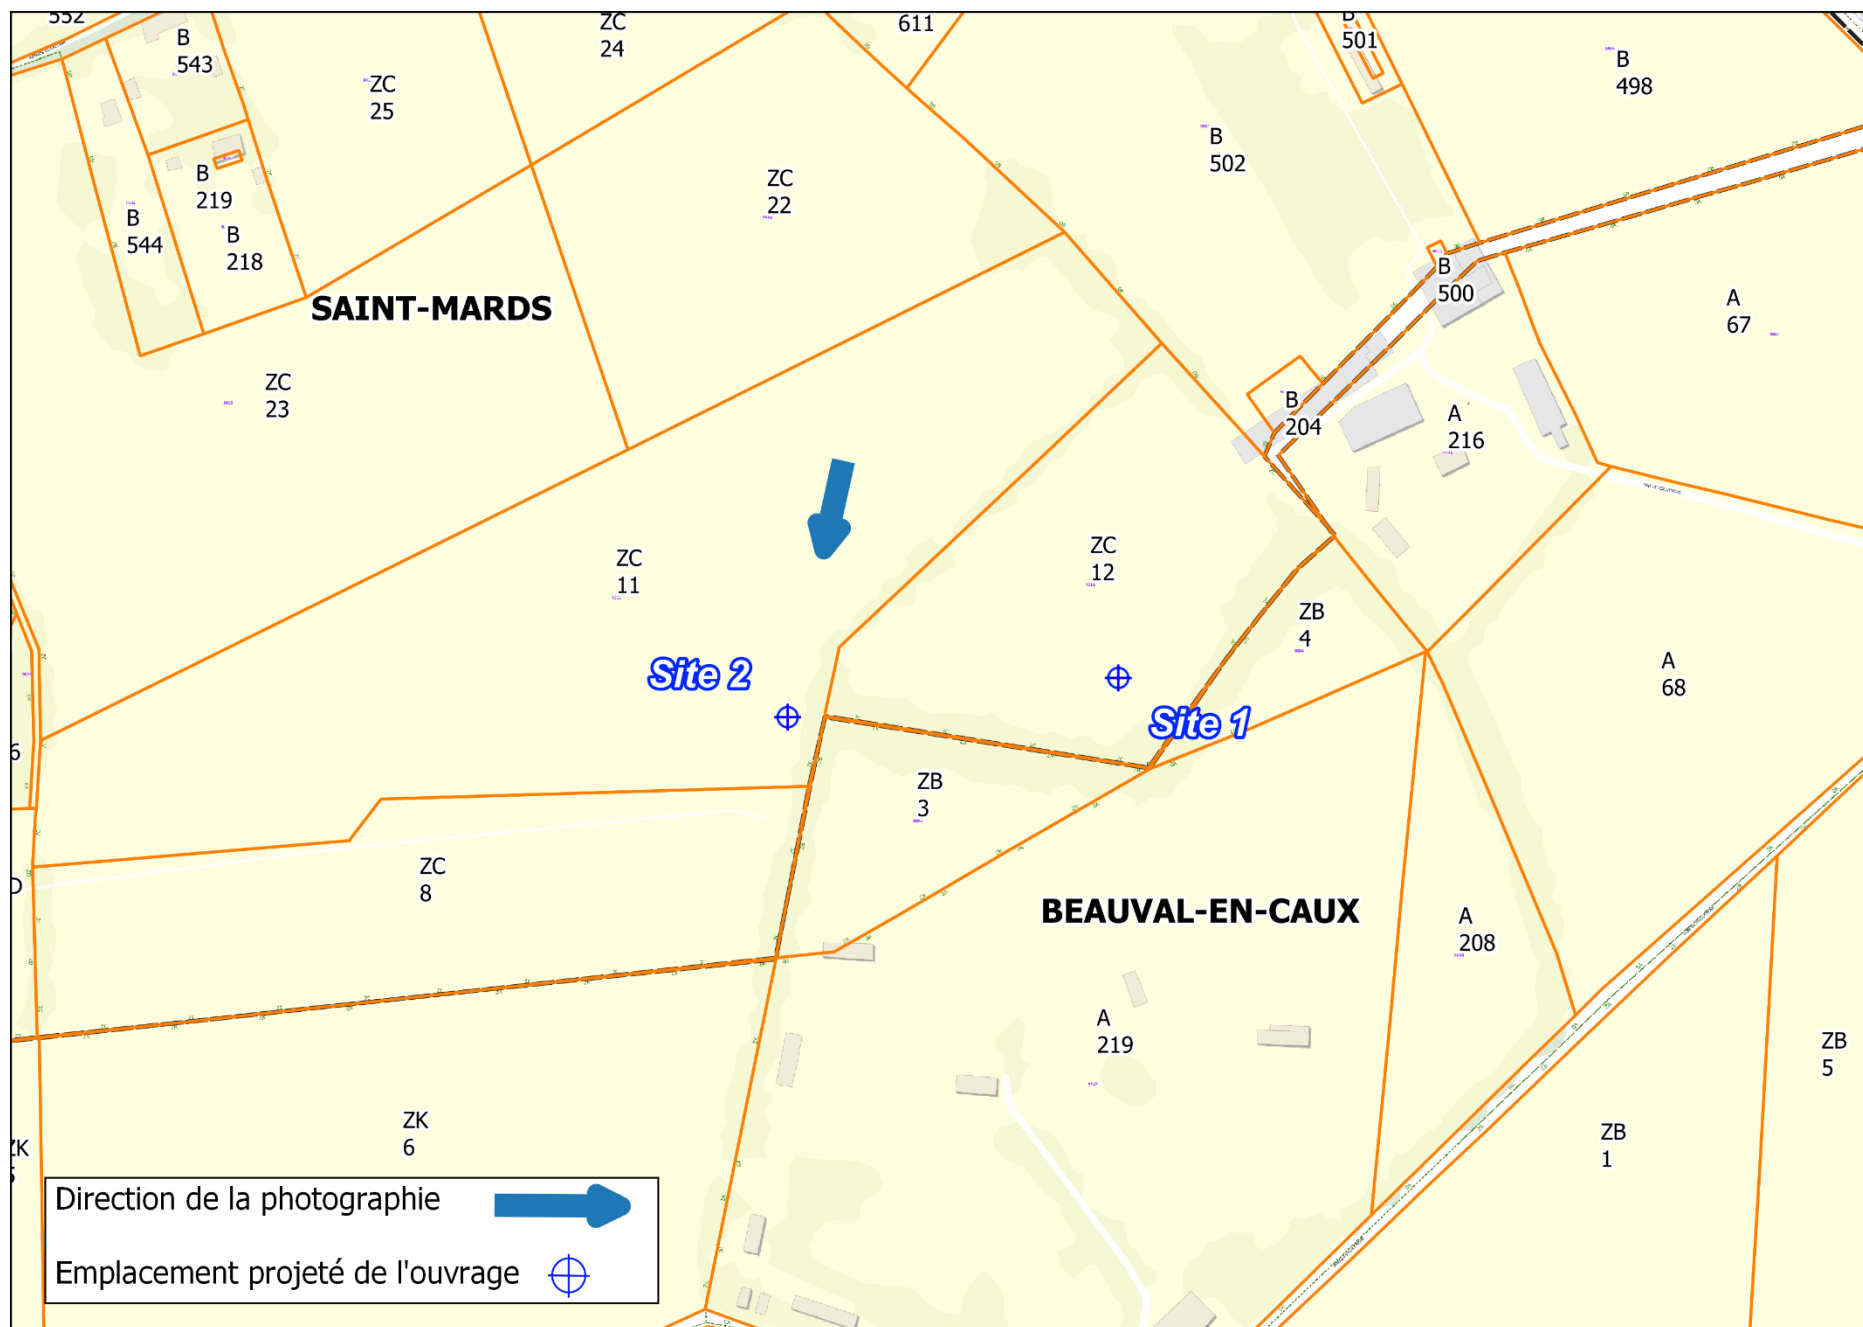 552
B
543
ZC
24
611
B
501
B
498
ZC
25
B
502
ZC
22
B
219
B
544
B
218
B
500
SAINT-MARDS
A
67
ZC
23
B
204
A
216
ZC
11
ZC
12
ZB
4
A
68
Site 2
Site 1
6
ZB
3
ZC
8
BEAUVAL-EN-CAUX
A
208
A
219
ZB
5
ZK
6
ZB
1
ZK
Direction de la photographie
Emplacement projeté de l'ouvrage